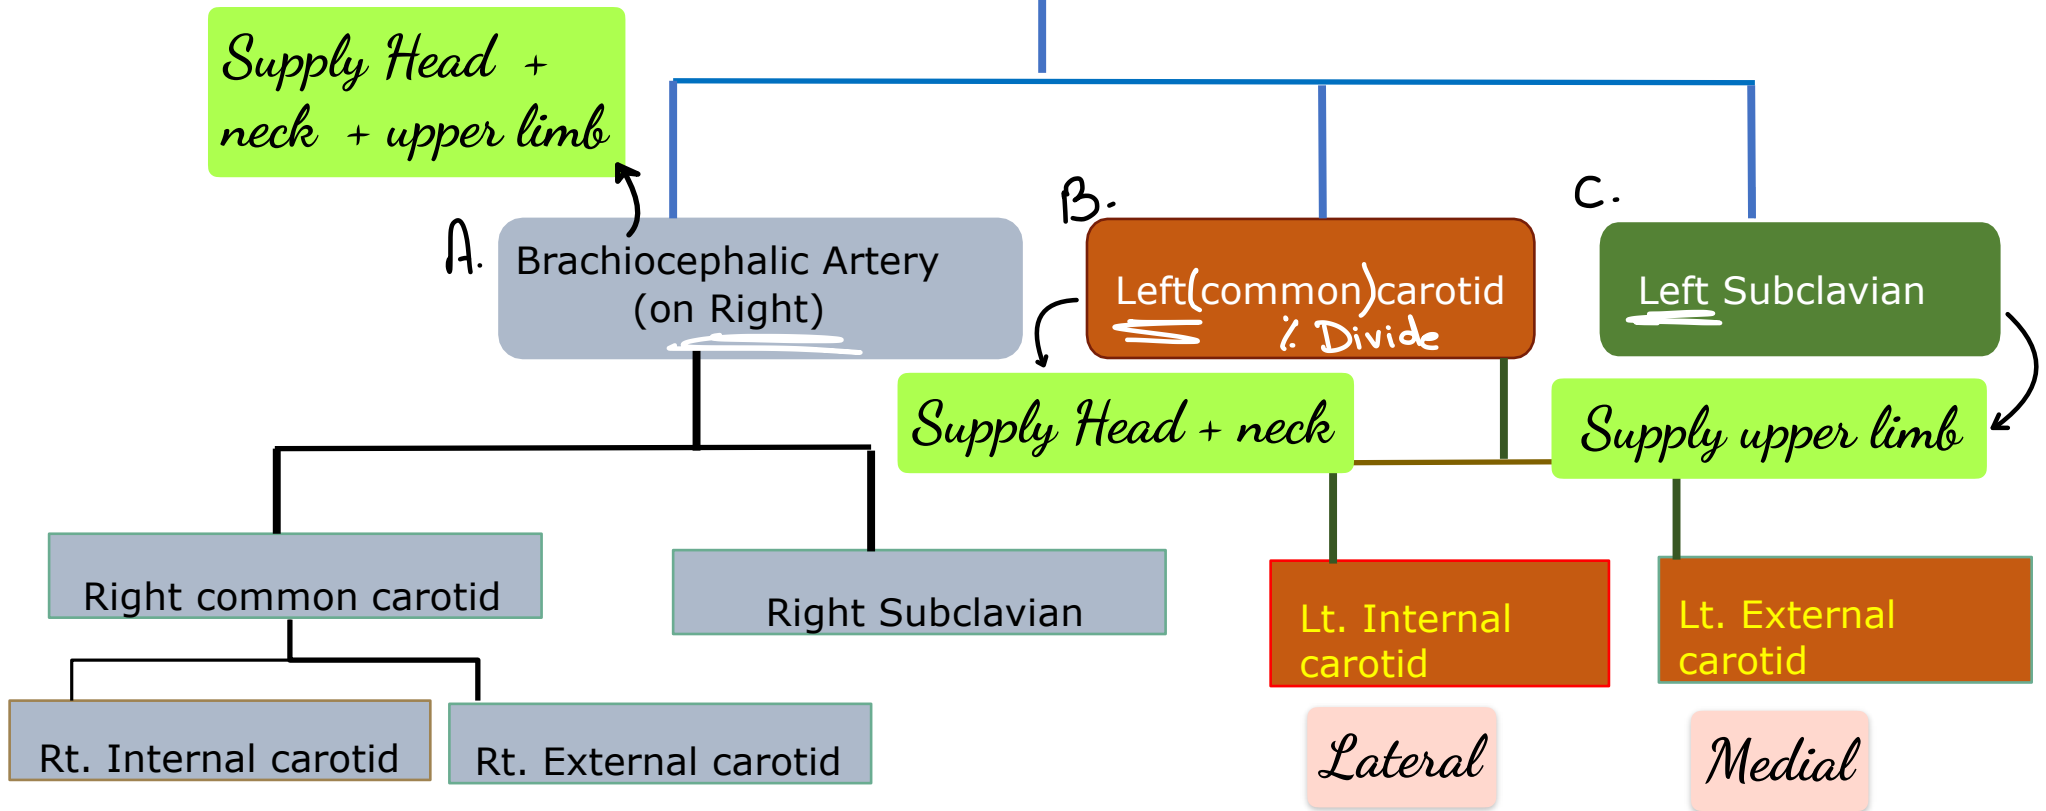 Supply Head +
neck + upper limb
A.
Brachiocephalic Artery
(on Right)
B.
Left(common)carotid
% Divide
C.
Left Subclavian
Supply Head + neck
Supply upper limb
Right common carotid
Right Subclavian
Lt. Internal
carotid
Lt. External
carotid
Rt. Internal carotid
Rt. External carotid
Lateral
Medial